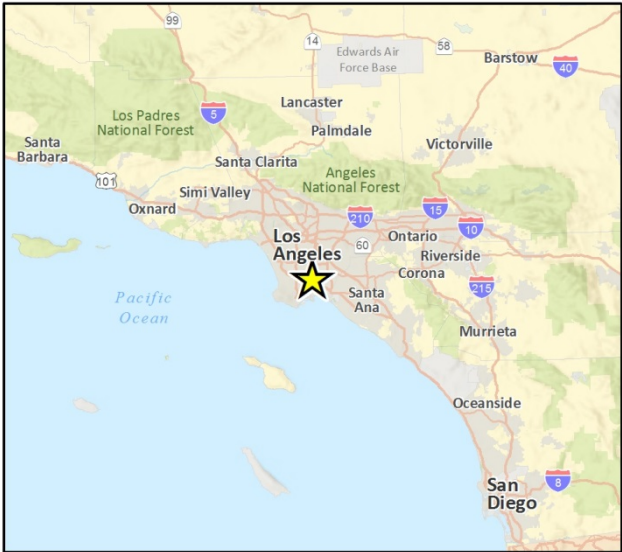 99
14
58
Edwards Air
Force Base
Barstow
40
Lancaster
5
Los Padres
National Forest
Palmdale
Santa
Barbara
Victorville
Santa Clarita
Angeles
National Forest
101
Simi Valley
Oxnard
210
15
10
Los
Angeles
60
Ontario
Riverside
Corona
215
Santa
Ana
Pacific
Ocean
Murrieta
Oceanside
San
Diego
8